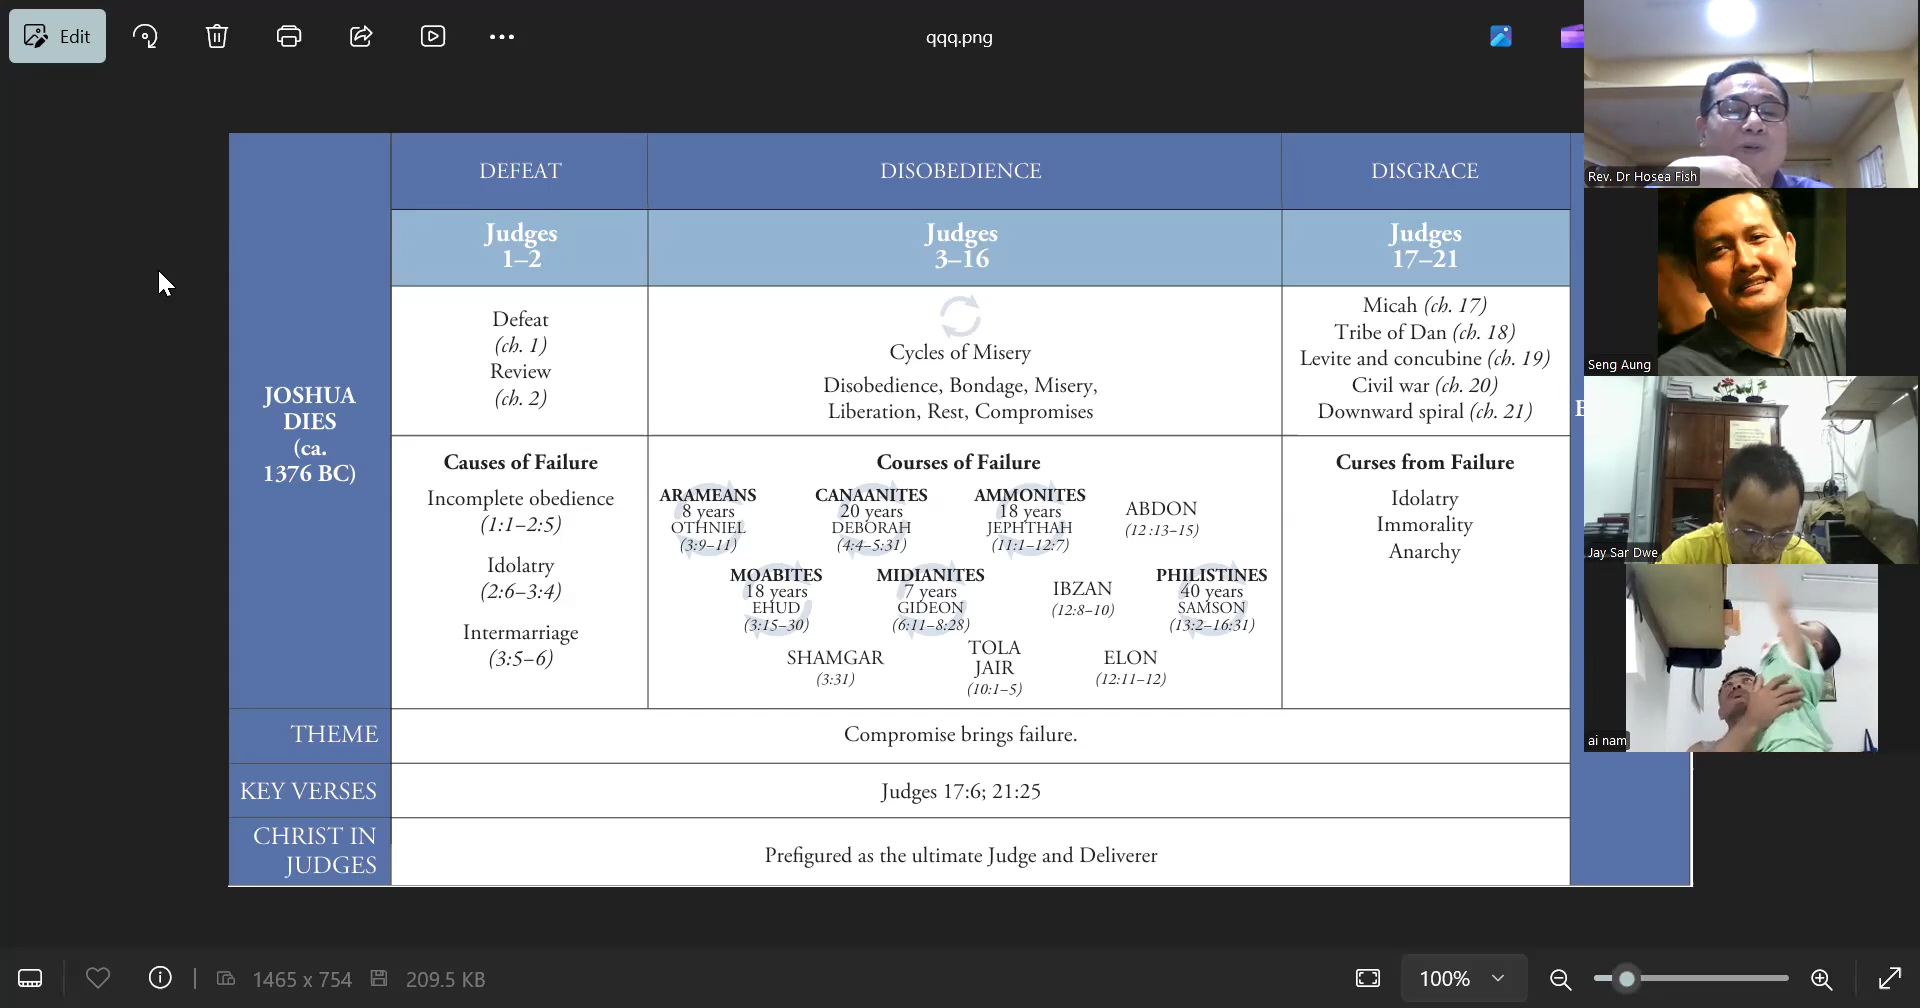 Edit
qqq.png
DEFEAT
DISOBEDIENCE
DISGRACE
Judges
1–2
Judges
3–16
Judges
17–21
JOSHUA
DIES
(ca.
1376 BC)
Defeat
(ch. 1)
Review
(ch. 2)
Cycles of Misery
Disobedience, Bondage, Misery,
Liberation, Rest, Compromises
Micah (ch. 17)
Tribe of Dan (ch. 18)
Levite and concubine (ch. 19)
Civil war (ch. 20)
Downward spiral (ch. 21)
Causes of Failure
Incomplete obedience
(1:1–2:5)
Idolatry
(2:6–3:4)
Intermarriage
(3:5–6)
Courses of Failure
ARAMEANS
8 years
OTHNIEL
(3:9–11)
CANAANITES
20 years
DEBORAH
(4:4–5:31)
AMMONITES
18 years
JEPHTHAH
(11:1–12:7)
ABDON
(12:13–15)
MOABITES
18 years
EHUD
(3:15–30)
MIDIANITES
7 years
GIDEON
(6:11–8:28)
IBZAN
(12:8–10)
PHILISTINES
40 years
SAMSON
(13:2–16:31)
SHAMGAR
(3:31)
TOLA
JAIR
(10:1–5)
ELON
(12:11–12)
Curses from Failure
Idolatry
Immorality
Anarchy
THEME
Compromise brings failure.
KEY VERSES
Judges 17:6; 21:25
CHRIST IN
JUDGES
Prefigured as the ultimate Judge and Deliverer
Rev. Dr Hosea Fish
Seng Aung
Jay Sar Dwe
ai nam
1465 x 754
209.5 KB
100%